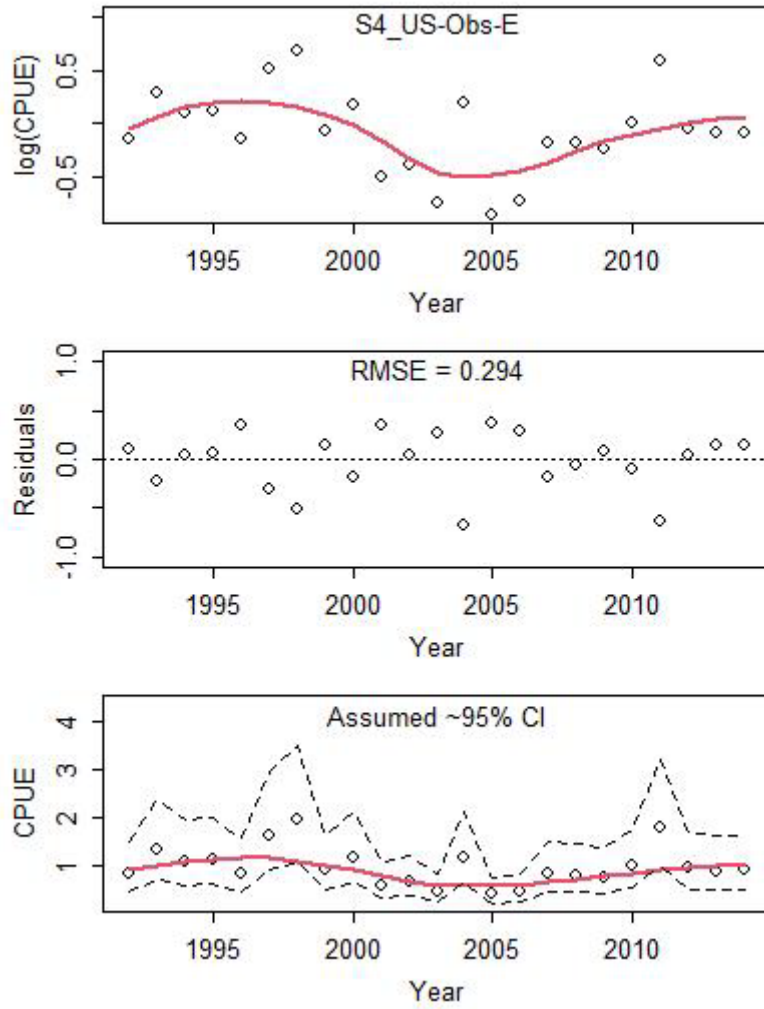 S4_US-Obs-E
log(CPUE)
0.5
-0.5
1995 2000 2005 2010
Year
RMSE = 0.294
Residuals
1.0
0.0
-1.0
1995 2000 2005 2010
Year
Assumed ~95% CI
CPUE
4
3
2
1
1995 2000 2005 2010
Year